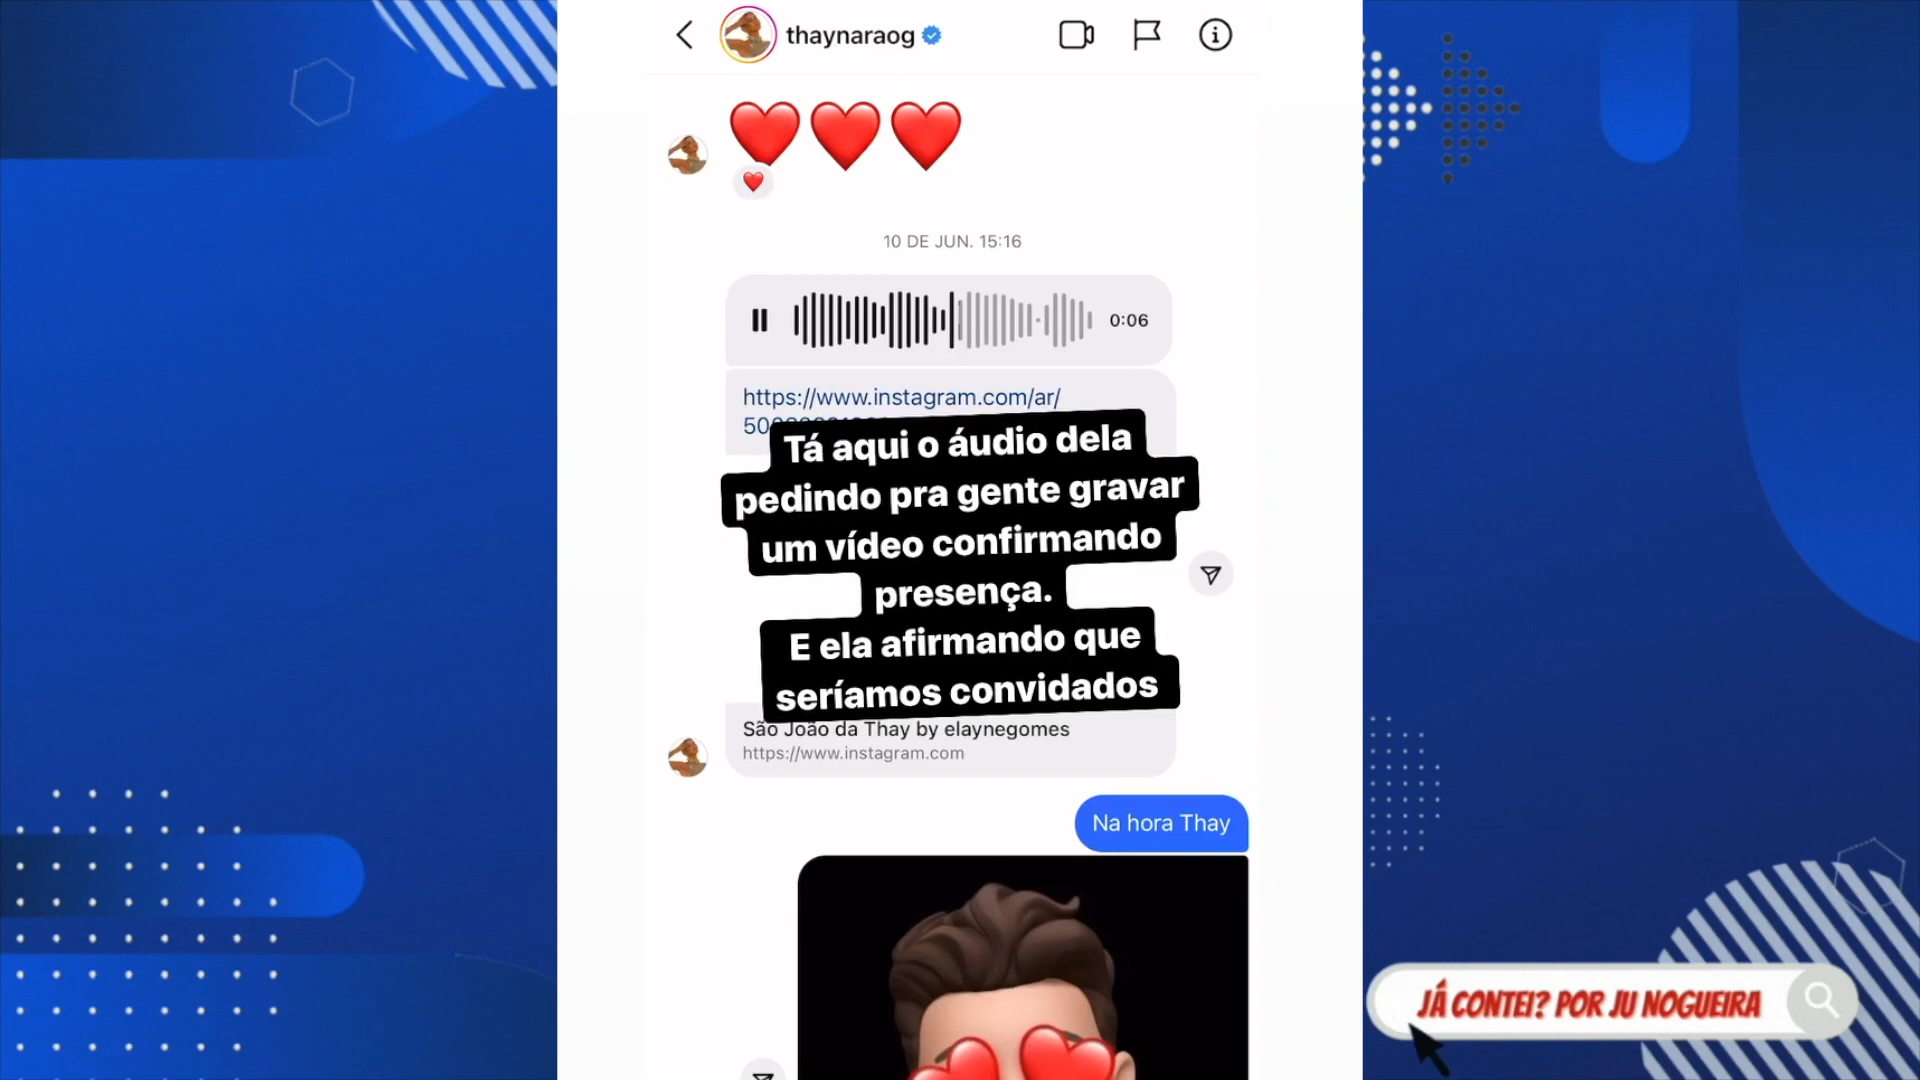 thaynaraog
10 DE JUN. 15:16
0:06
https://www.instagram.com/ar/
Tá aqui o áudio dela
pedindo pra gente gravar
um vídeo confirmando
presença.
E ela afirmando que
seríamos convidados
São João da Thay by elaynegomes
https://www.instagram.com
Na hora Thay
JÁ CONTEI? POR JU NOGUEIRA